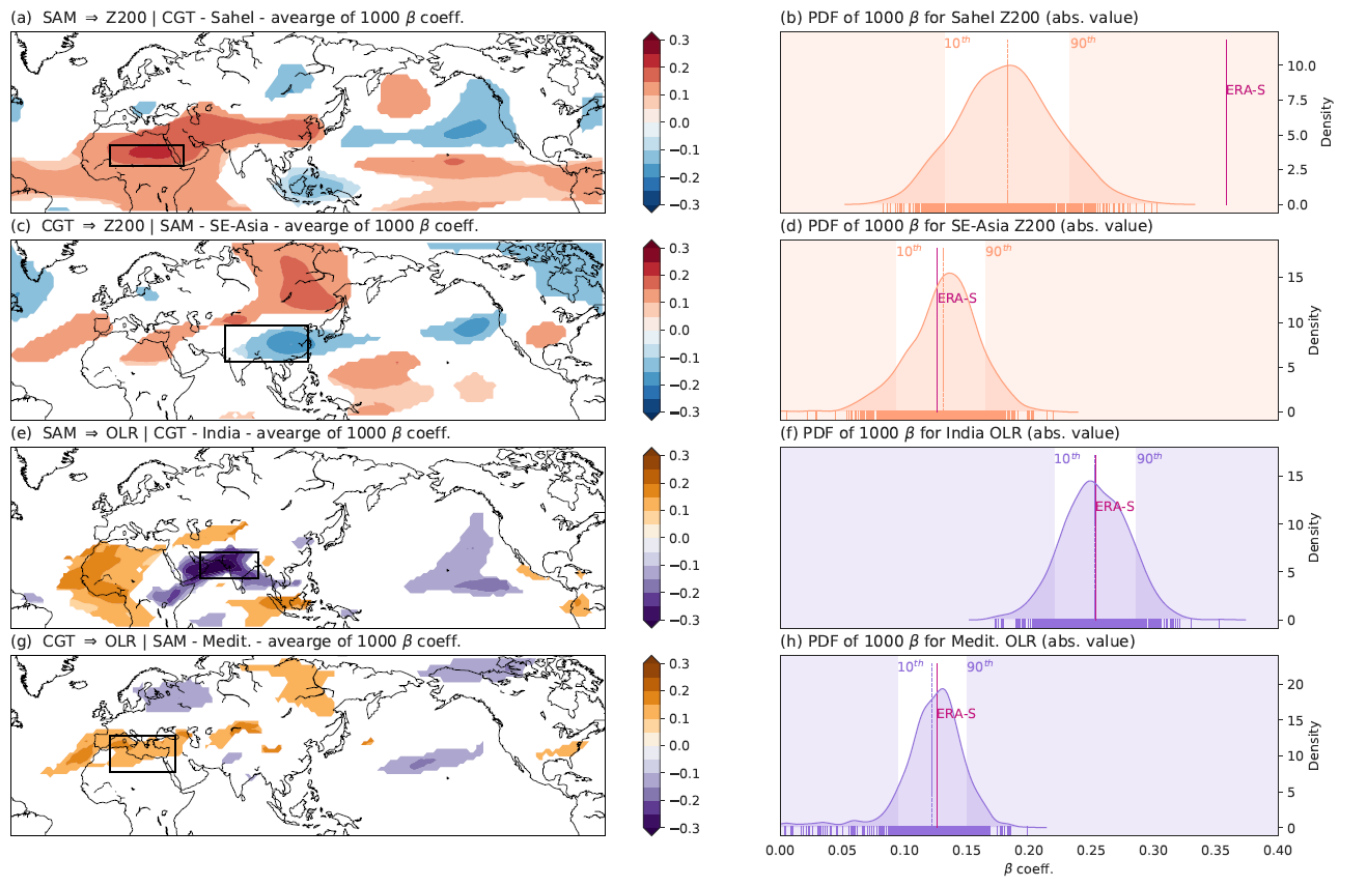 (a) SAM ⇒ Z200 | CGT - Sahel - avearge of 1000 β coeff.
0.3
0.2
0.1
0.0
−0.1
−0.2
−0.3
(b) PDF of 1000 β for Sahel Z200 (abs. value)
10th
90th
ERA-S
10.0
7.5
5.0
2.5
0.0
Density
(c) CGT ⇒ Z200 | SAM - SE-Asia - avearge of 1000 β coeff.
0.3
0.2
0.1
0.0
−0.1
−0.2
−0.3
(d) PDF of 1000 β for SE-Asia Z200 (abs. value)
10th
90th
ERA-S
15
10
5
0
Density
(e) SAM ⇒ OLR | CGT - India - avearge of 1000 β coeff.
0.3
0.2
0.1
0.0
−0.1
−0.2
−0.3
(f) PDF of 1000 β for India OLR (abs. value)
10th
90th
ERA-S
15
10
5
0
Density
(g) CGT ⇒ OLR | SAM - Medit. - avearge of 1000 β coeff.
0.3
0.2
0.1
0.0
−0.1
−0.2
−0.3
(h) PDF of 1000 β for Medit. OLR (abs. value)
10th
90th
ERA-S
20
15
10
5
0
Density
0.00 0.05 0.10 0.15 0.20 0.25 0.30 0.35 0.40
β coeff.